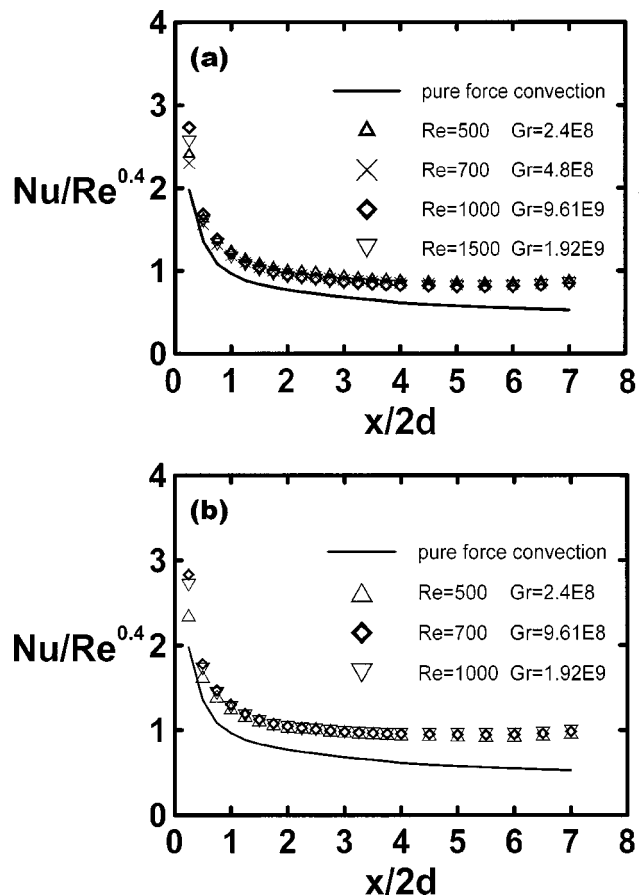 4
(a)
pure force convection
3
Re=500 Gr=2.4E8
Re=700 Gr=4.8E8
Nu/Re^0.4
2
Re=1000 Gr=9.61E9
Re=1500 Gr=1.92E9
1
0
0 1 2 3 4 5 6 7 8
x/2d
4
(b)
pure force convection
3
Re=500 Gr=2.4E8
Nu/Re^0.4
Re=700 Gr=9.61E8
2
Re=1000 Gr=1.92E9
1
0
0 1 2 3 4 5 6 7 8
x/2d